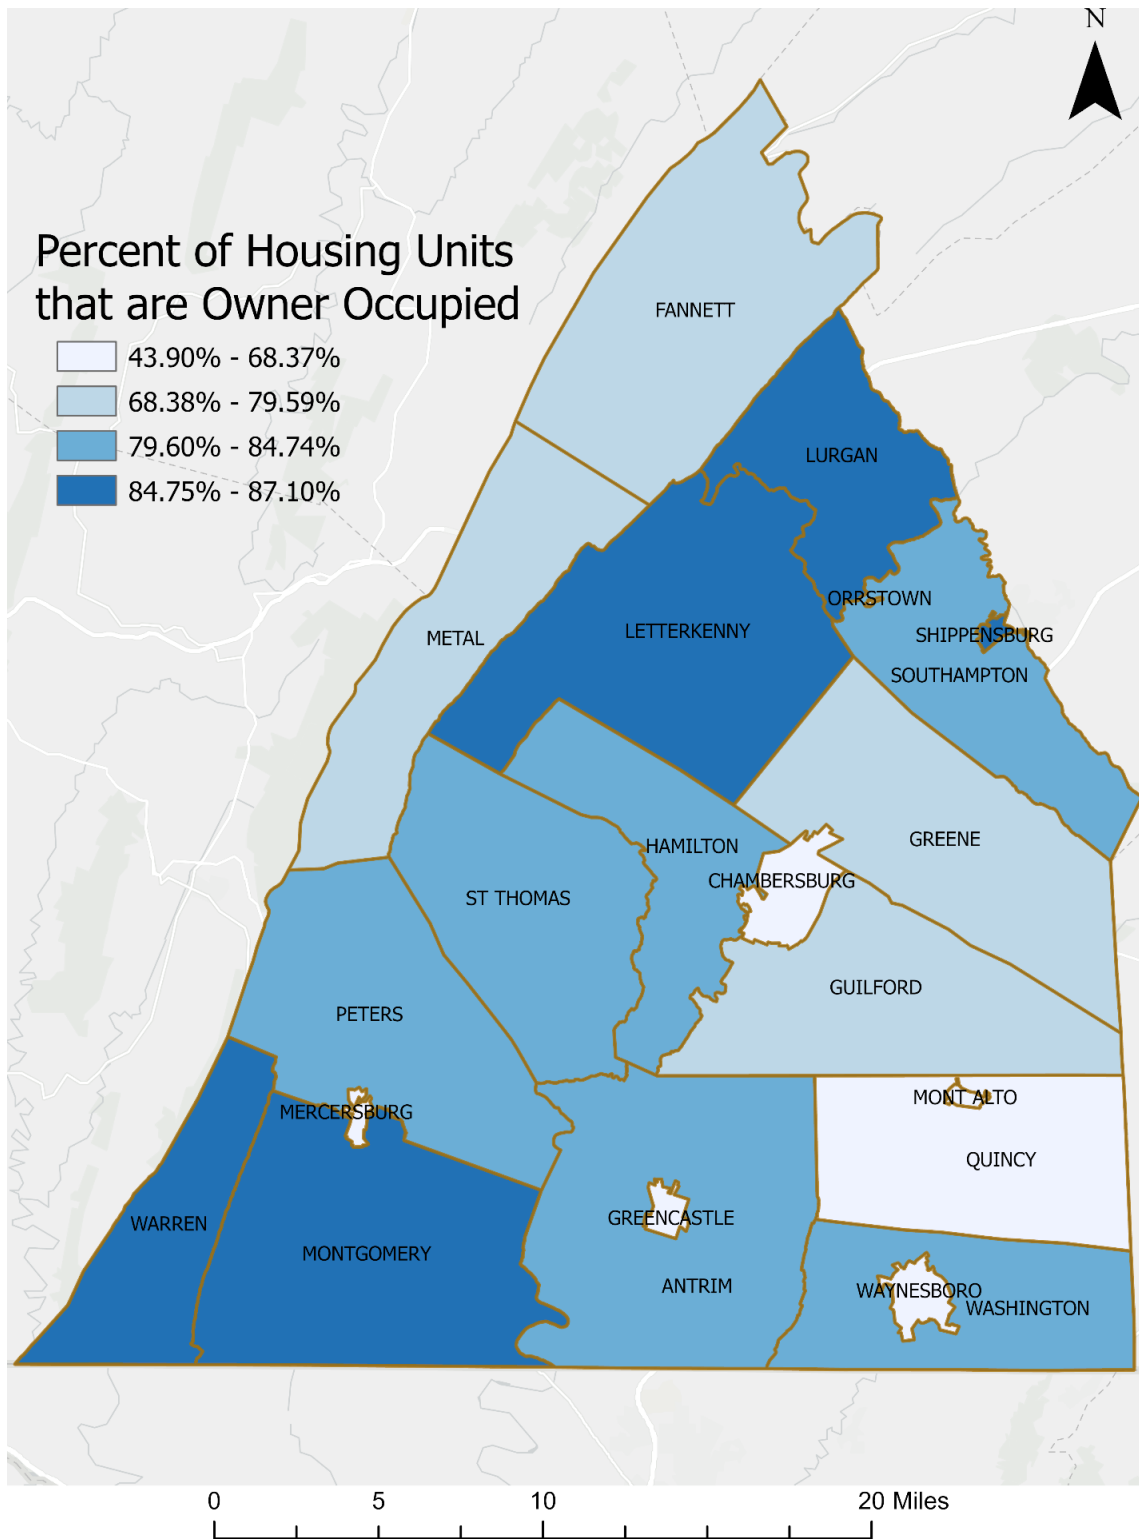 N
Percent of Housing Units
that are Owner Occupied
43.90% - 68.37%
68.38% - 79.59%
79.60% - 84.74%
84.75% - 87.10%
FANNETT
LURGAN
ORRSTOWN
LETTERKENNY
SHIPPENSBURG
METAL
SOUTHAMPTON
HAMILTON
GREENE
CHAMBERSBURG
ST THOMAS
GUILFORD
PETERS
MONT ALTO
MERCERSBURG
QUINCY
GREENCASTLE
WARREN
MONTGOMERY
ANTRIM
WAYNESBORO
WASHINGTON
0 5 10 20 Miles